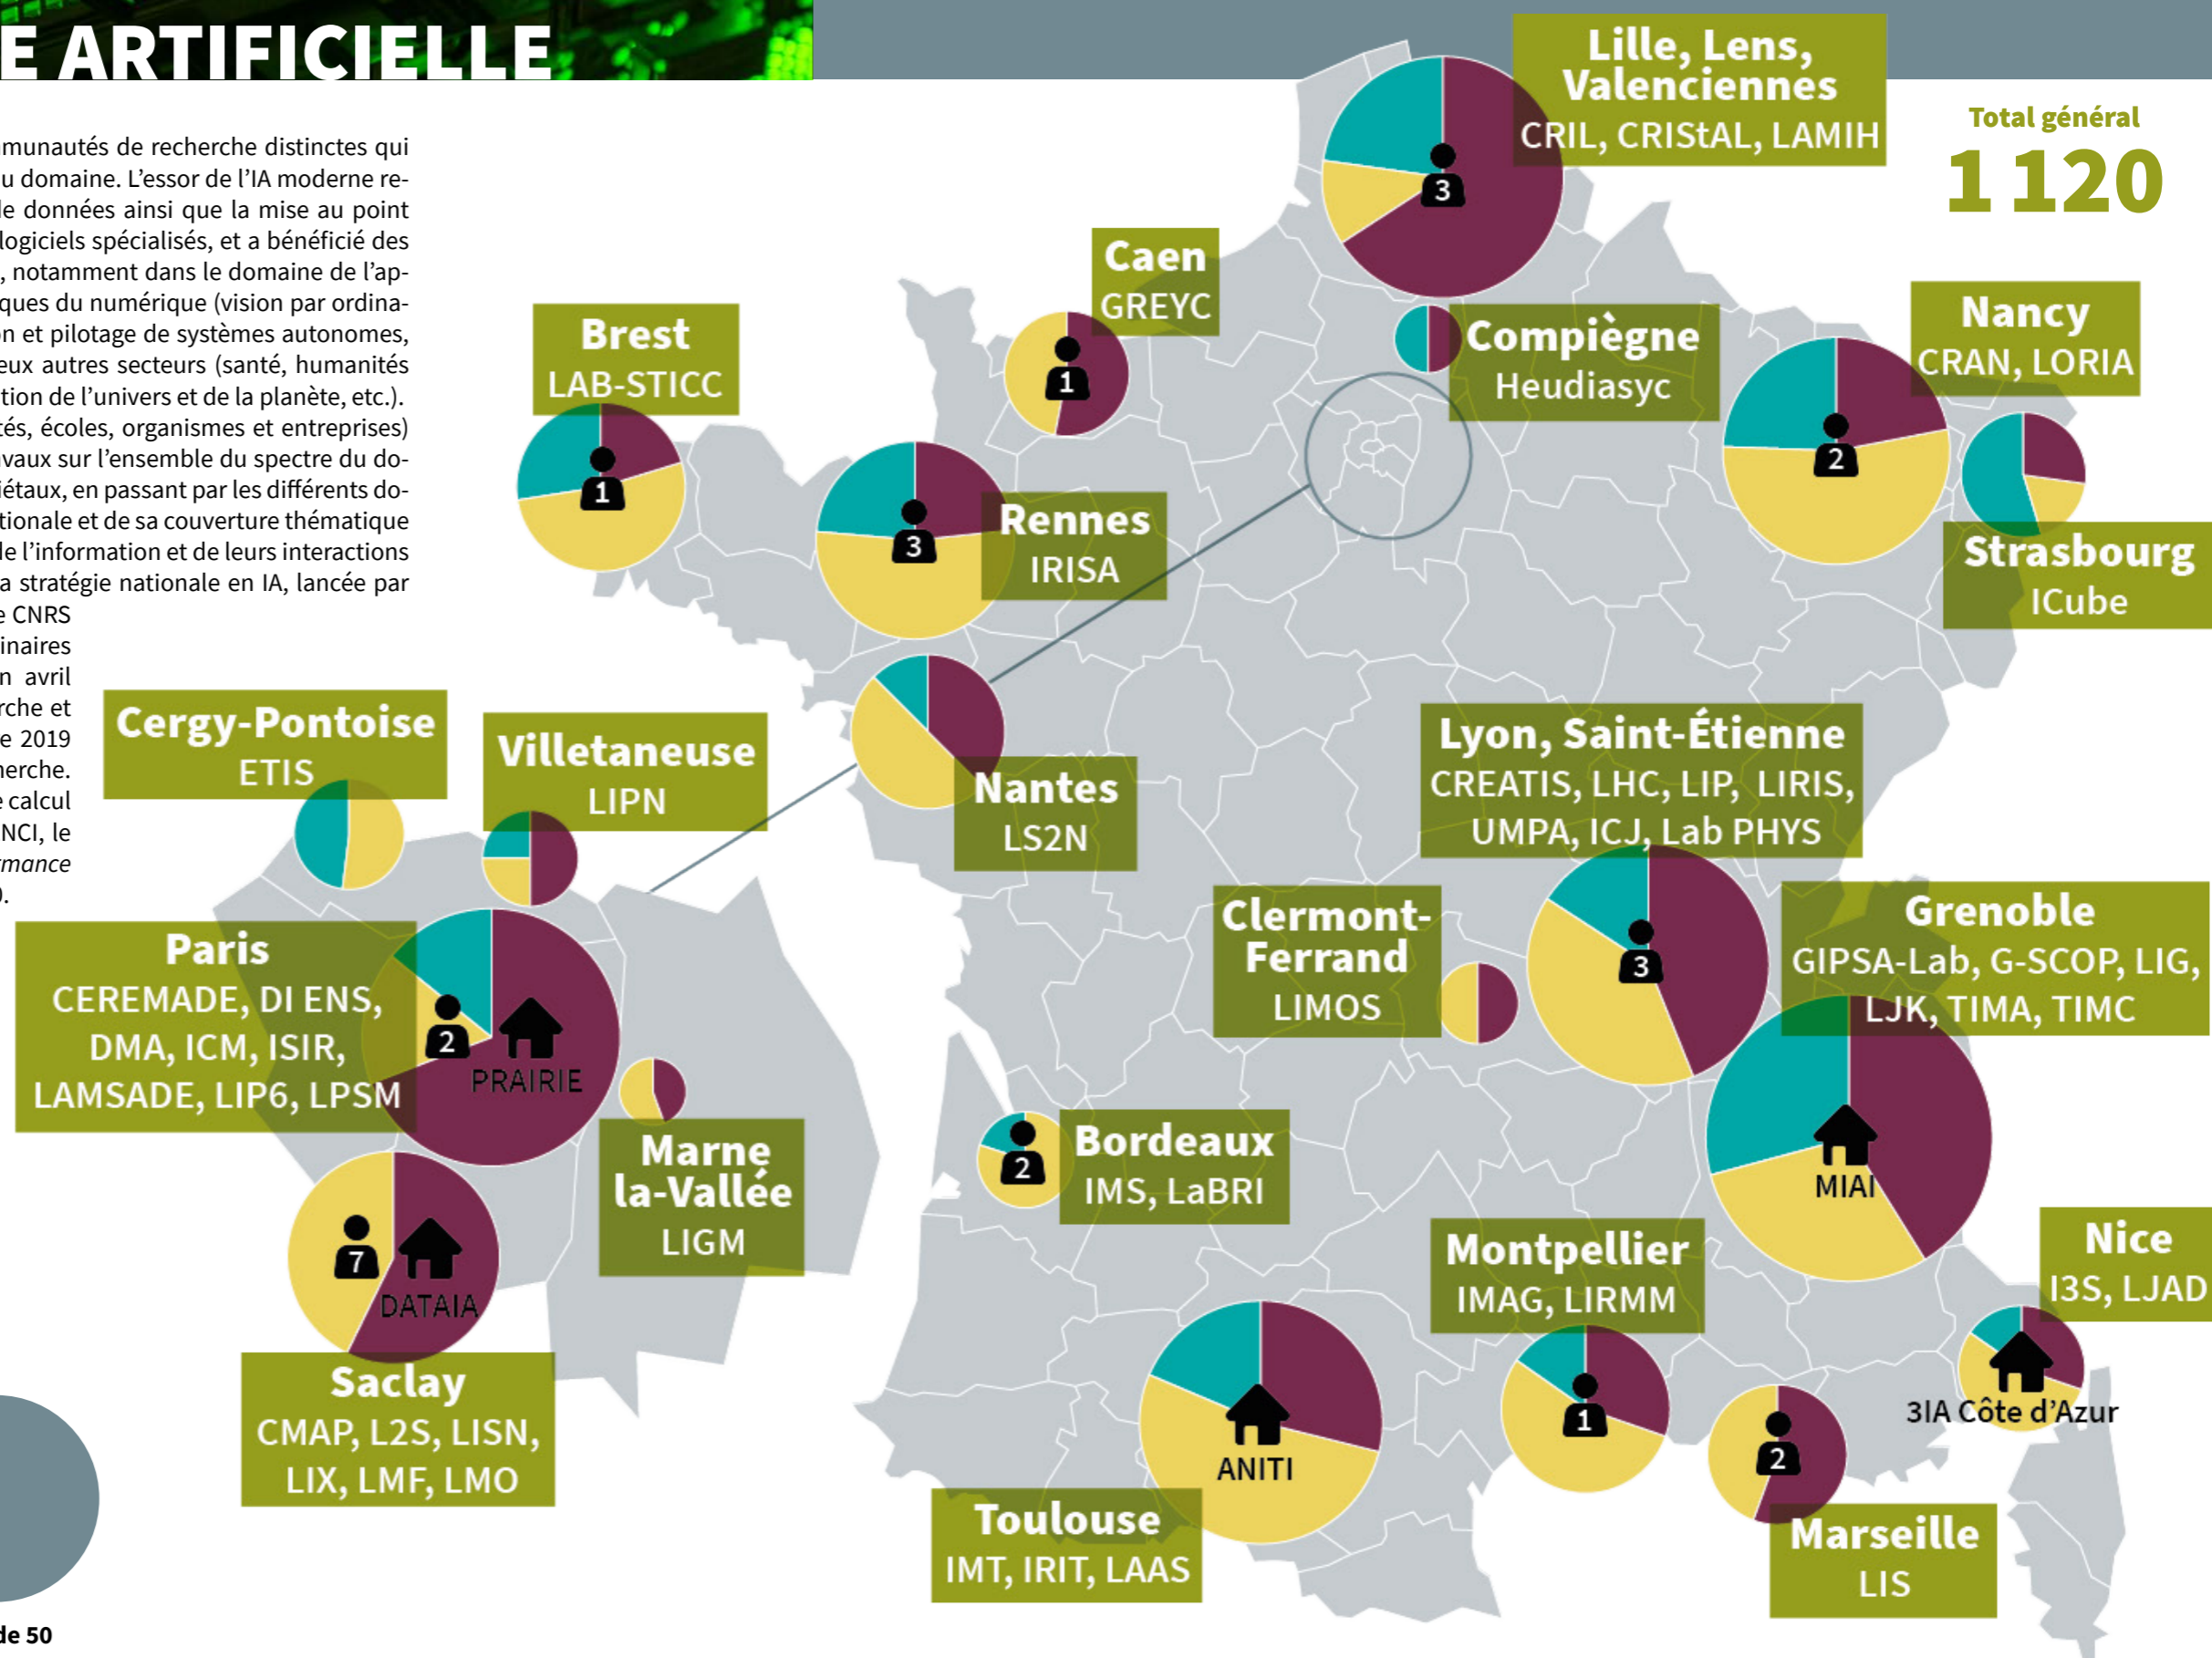 E ARTIFICIELLE
munautés de recherche distinctes qui
u domaine. L'essor de l'IA moderne re-
de données ainsi que la mise au point
logiciels spécialisés, et a bénéficié des
, notamment dans le domaine de l'ap-
iques du numérique (vision par ordina-
on et pilotage de systèmes autonomes,
eux autres secteurs (santé, humanités
tion de l'univers et de la planète, etc.).
tés, écoles, organismes et entreprises)
avaux sur l'ensemble du spectre du do-
iétaux, en passant par les différents do-
tionale et de sa couverture thématique
de l'information et de leurs interactions
a stratégie nationale en IA, lancée par
e CNRS
inaires
n avril
rche et
e 2019
herche.
e calcul
NCI, le
rmance
).
de 50
Total général
1 120
Lille, Lens,
Valenciennes
CRIL, CRIStAL, LAMIH
3
Caen
GREYC
1
Compiègne
Heudiasyc
Nancy
CRAN, LORIA
2
Brest
LAB-STICC
1
Rennes
IRISA
3
Strasbourg
ICube
Nantes
LS2N
Cergy-Pontoise
ETIS
Villetaneuse
LIPN
Paris
CEREMADE, DI ENS,
DMA, ICM, ISIR,
LAMSADE, LIP6, LPSM
2
PRAIRIE
Marne
la-Vallée
LIGM
7
DATAIA
Saclay
CMAP, L2S, LISN,
LIX, LMF, LMO
Lyon, Saint-Étienne
CREATIS, LHC, LIP, LIRIS,
UMPA, ICJ, Lab PHYS
3
Clermont-
Ferrand
LIMOS
Grenoble
GIPSA-Lab, G-SCOP, LIG,
LJK, TIMA, TIMC
MIAI
Bordeaux
IMS, LaBRI
2
Montpellier
IMAG, LIRMM
1
Nice
I3S, LJAD
3IA Côte d'Azur
Toulouse
IMT, IRIT, LAAS
ANITI
2
Marseille
LIS